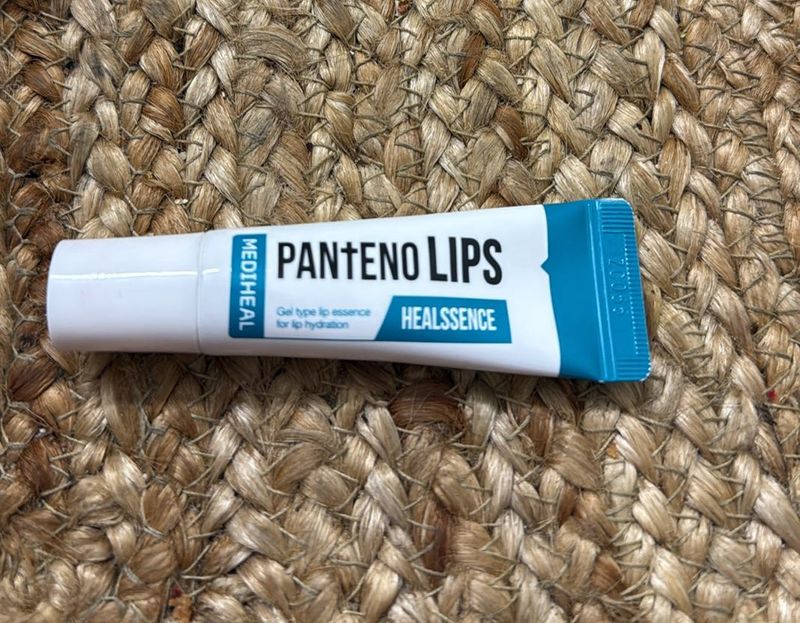 MEDIHEAL
PANTENO LIPS
Gel type lip essence
for lip hydration
HEALSSENCE